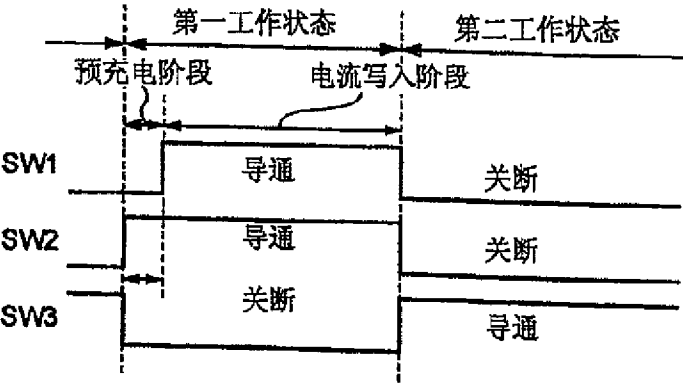 第一工作状态 第二工作状态
预充电阶段 电流写入阶段
SW1 导通 关断
SW2 导通 关断
SW3 关断 导通